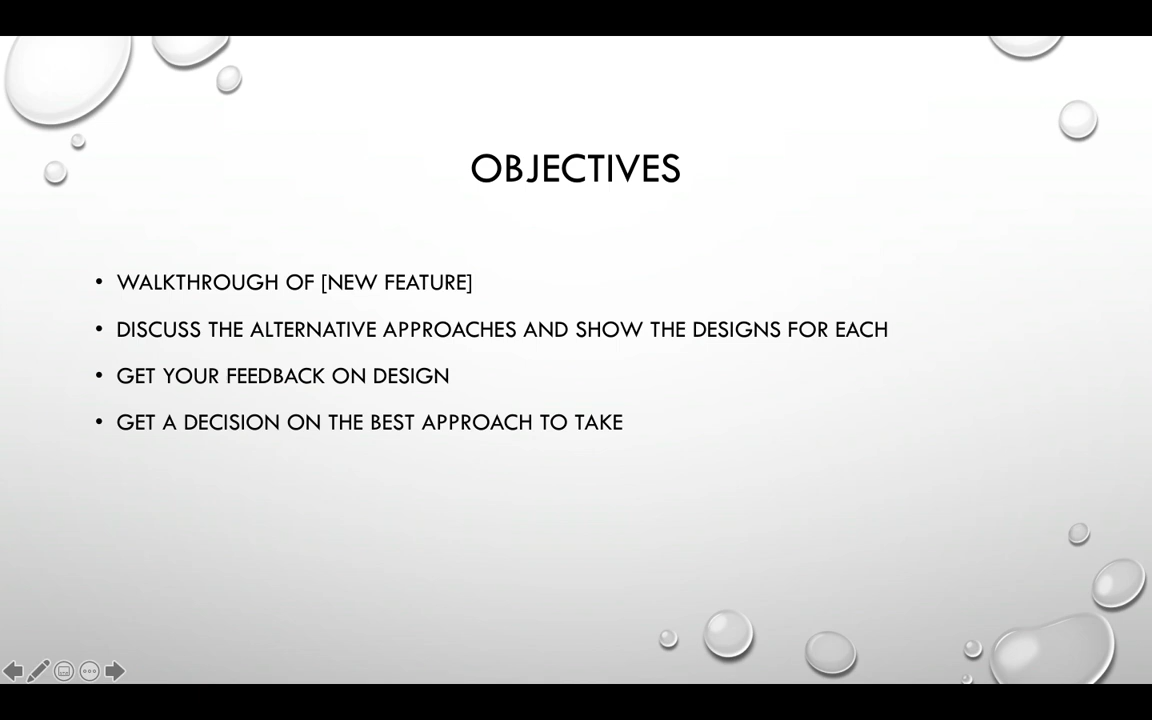 OBJECTIVES
• WALKTHROUGH OF [NEW FEATURE]
• DISCUSS THE ALTERNATIVE APPROACHES AND SHOW THE DESIGNS FOR EACH
• GET YOUR FEEDBACK ON DESIGN
• GET A DECISION ON THE BEST APPROACH TO TAKE